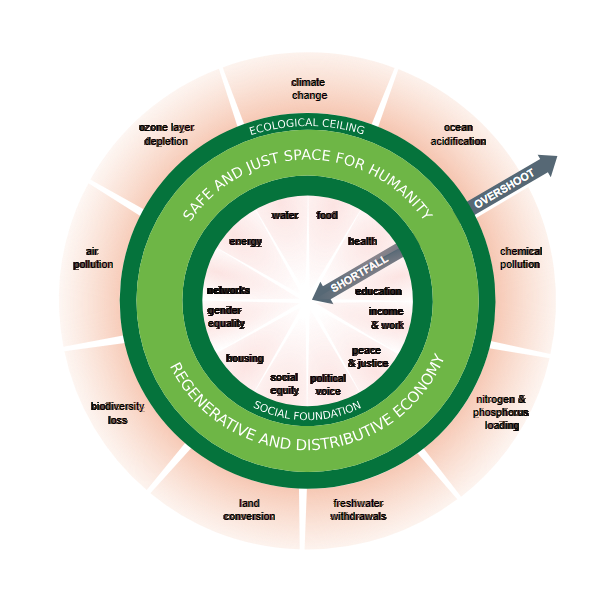 climate
change
ozone layer
depletion
ocean
acidification
ECOLOGICAL CEILING
SAFE AND JUST SPACE FOR HUMANITY
OVERSHOOT
water
food
energy
health
air
pollution
chemical
pollution
SHORTFALL
networks
education
gender
equality
income
& work
housing
peace
& justice
social
equity
political
voice
SOCIAL FOUNDATION
REGENERATIVE AND DISTRIBUTIVE ECONOMY
biodiversity
loss
nitrogen &
phosphorus
loading
land
conversion
freshwater
withdrawals